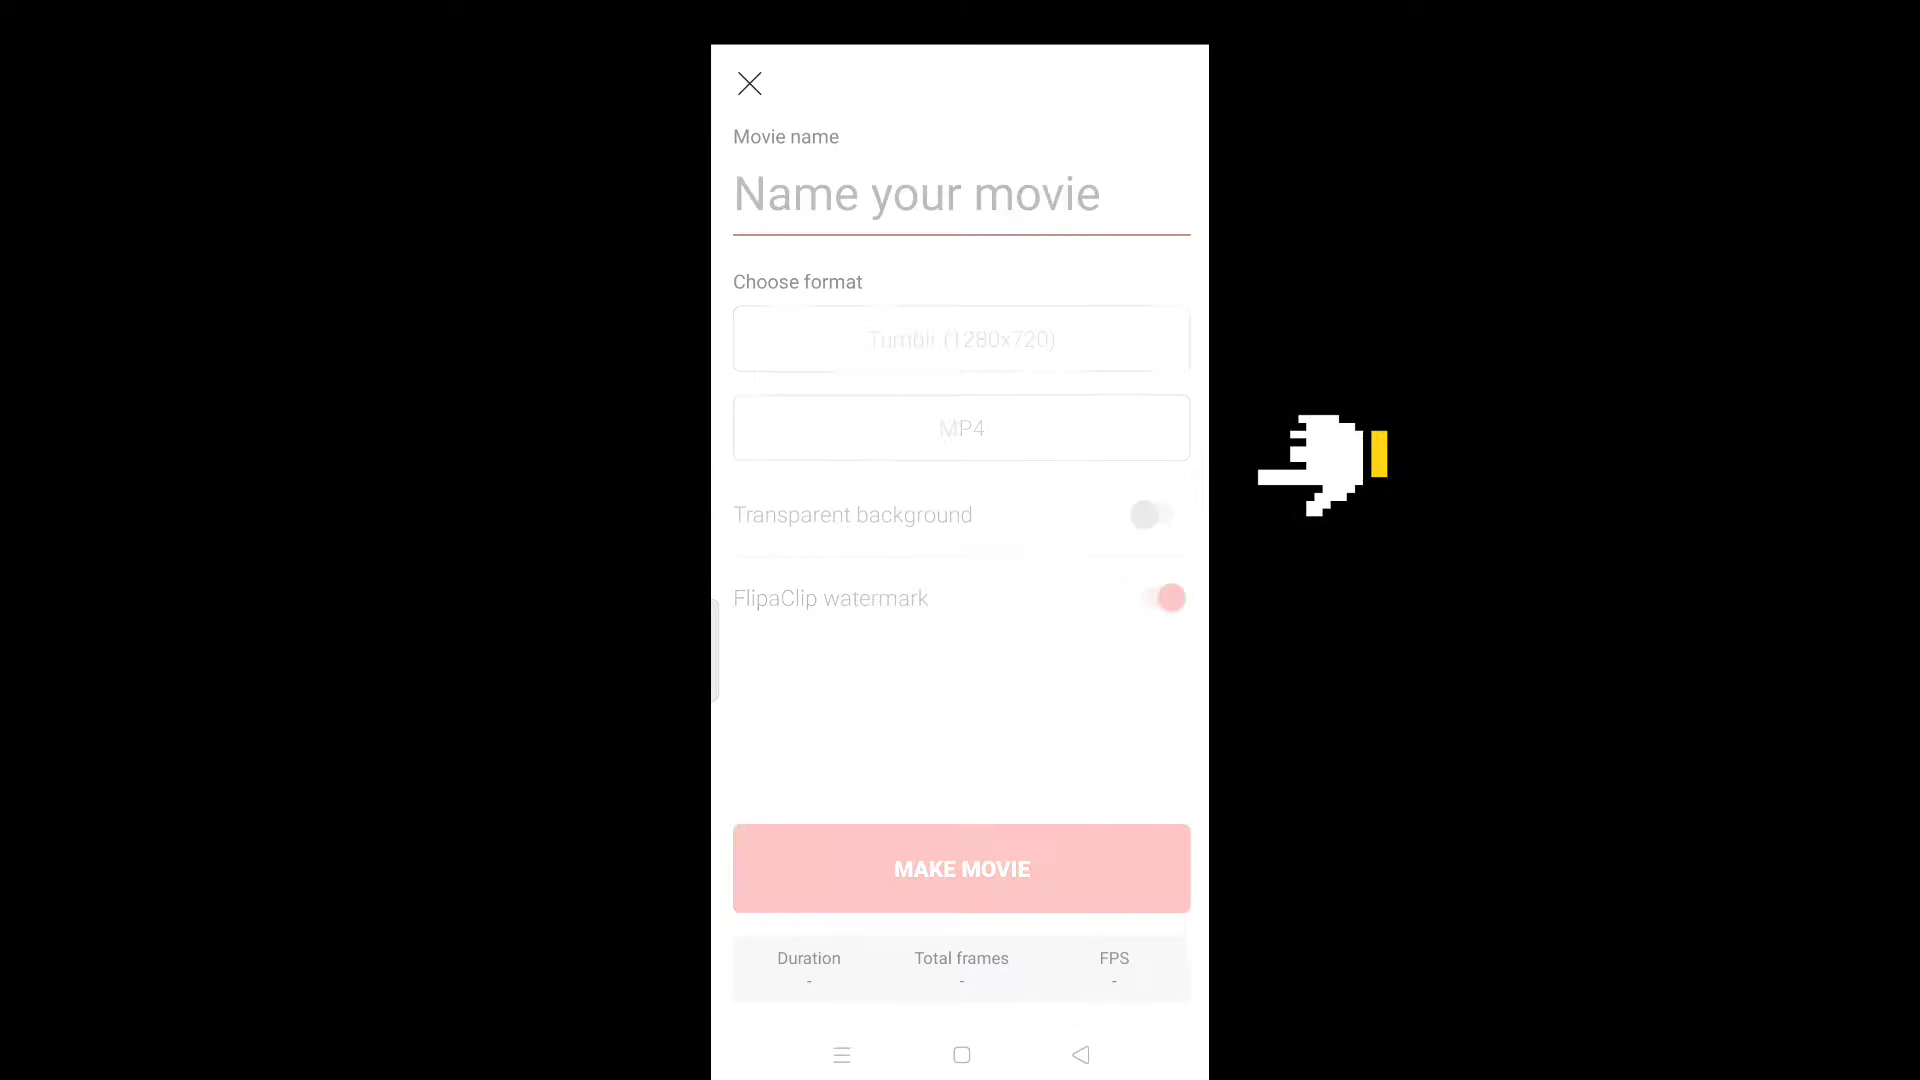 Movie name
Name your movie
Choose format
Tumblr (1280x720)
MP4
Transparent background
FlipaClip watermark
MAKE MOVIE
Duration Total frames FPS
- - -